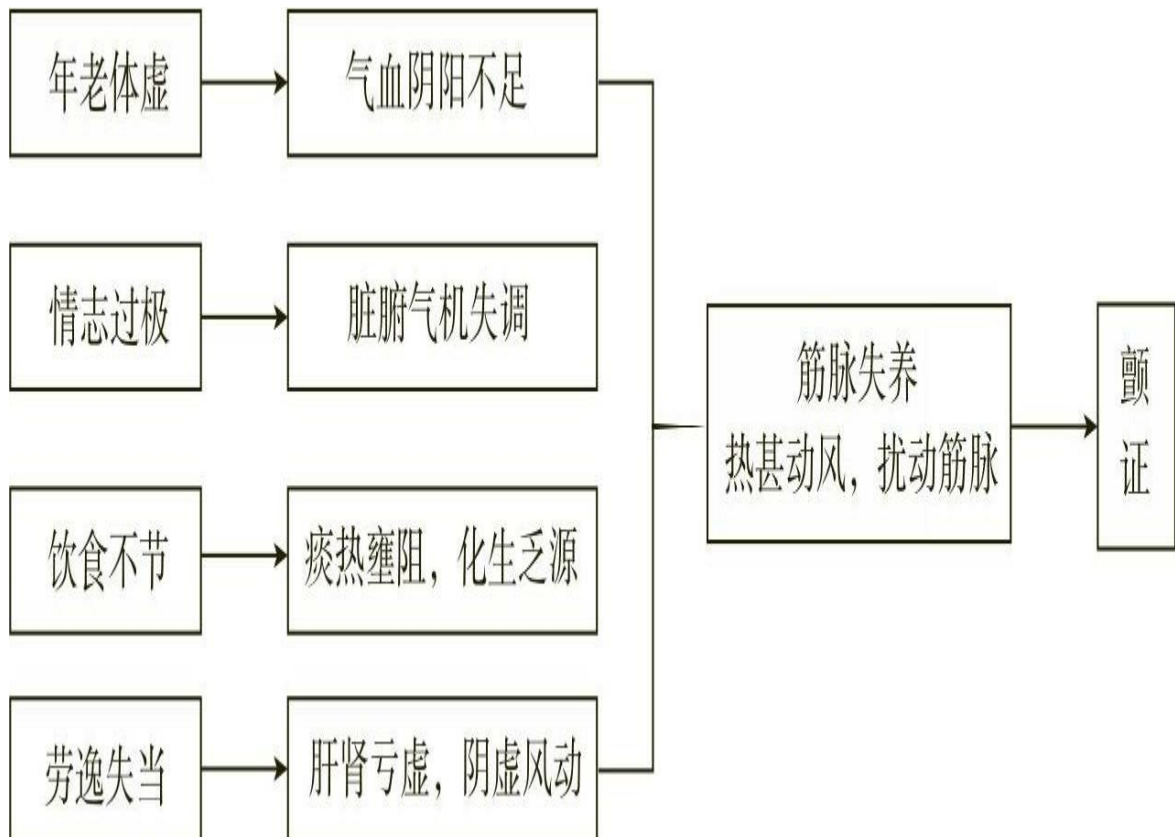 年老体虚
气血阴阳不足
情志过极
脏腑气机失调
饮食不节
痰热壅阻，化生乏源
劳逸失当
肝肾亏虚，阴虚风动
筋脉失养
热甚动风，扰动筋脉
颤
证